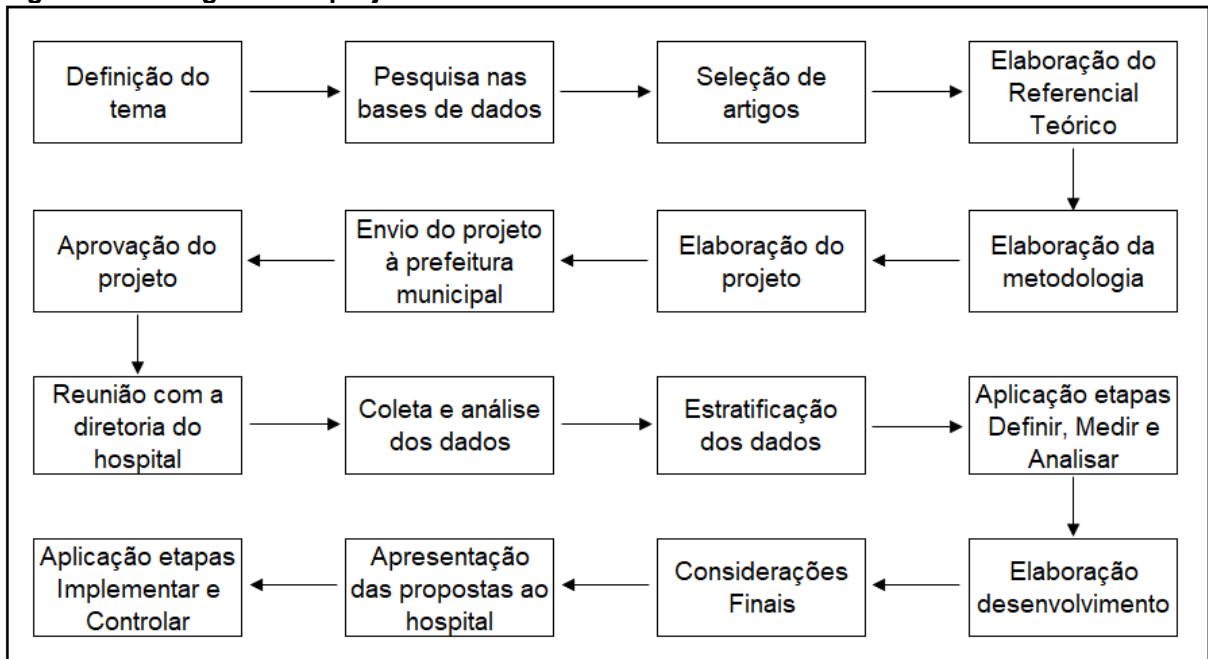 Definição do
tema
Pesquisa nas
bases de dados
Seleção de
artigos
Elaboração do
Referencial
Teórico
Aprovação do
projeto
Envio do projeto
à prefeitura
municipal
Elaboração do
projeto
Elaboração da
metodologia
Reunião com a
diretoria do
hospital
Coleta e análise
dos dados
Estratificação
dos dados
Aplicação etapas
Definir, Medir e
Analisar
Aplicação etapas
Implementar e
Controlar
Apresentação
das propostas ao
hospital
Considerações
Finais
Elaboração
desenvolvimento